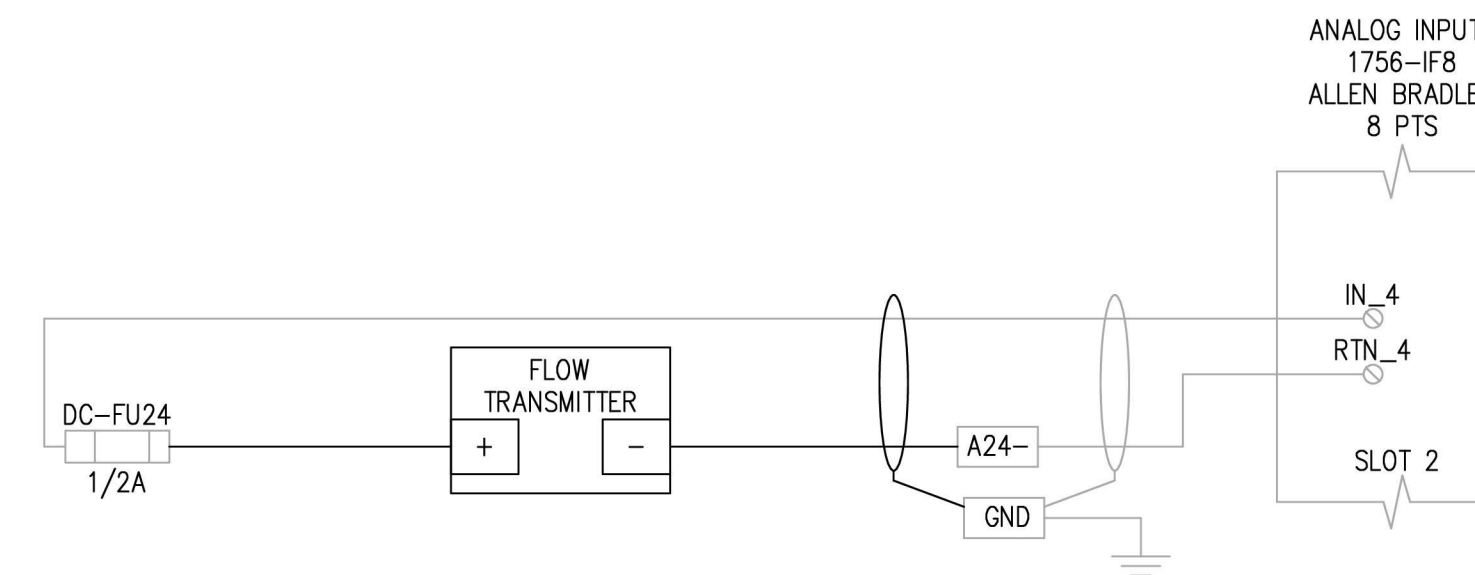 ANALOG INPUT
1756-IF8
ALLEN BRADLE
8 PTS
IN_4
RTN_4
FLOW
TRANSMITTER
DC-FU24
+
-
A24-
1/2A
SLOT 2
GND